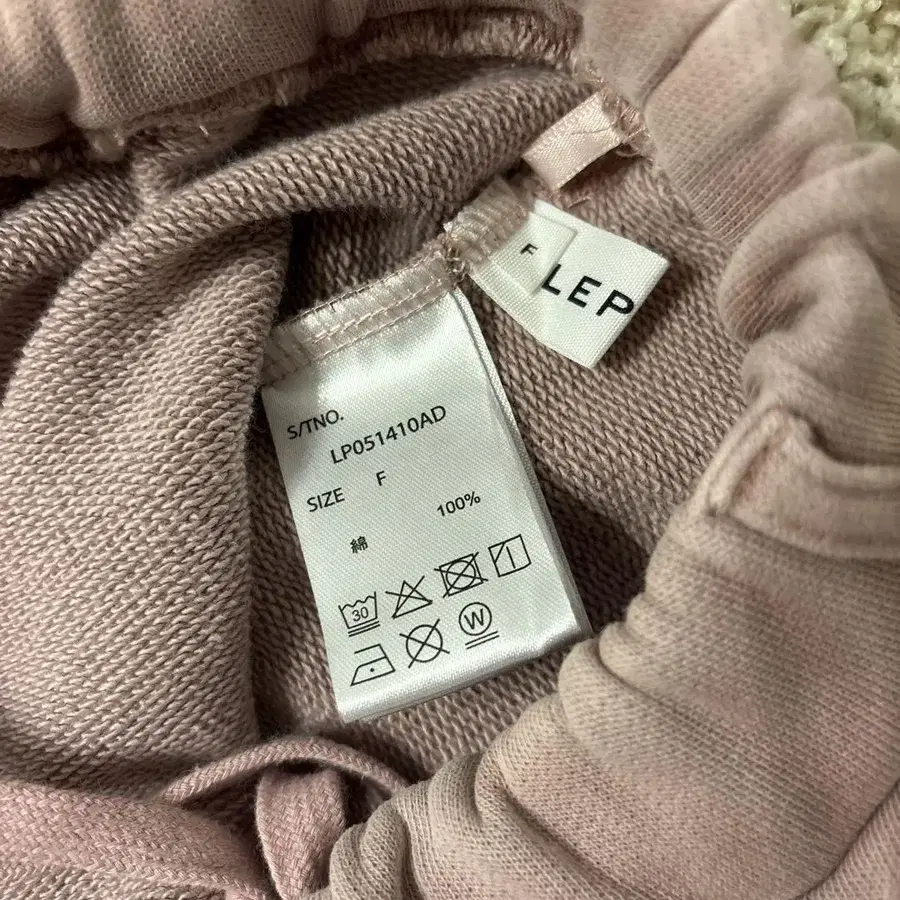 F
LEP
S/TNO.
LP051410AD
SIZE F
綿 100%
30
W